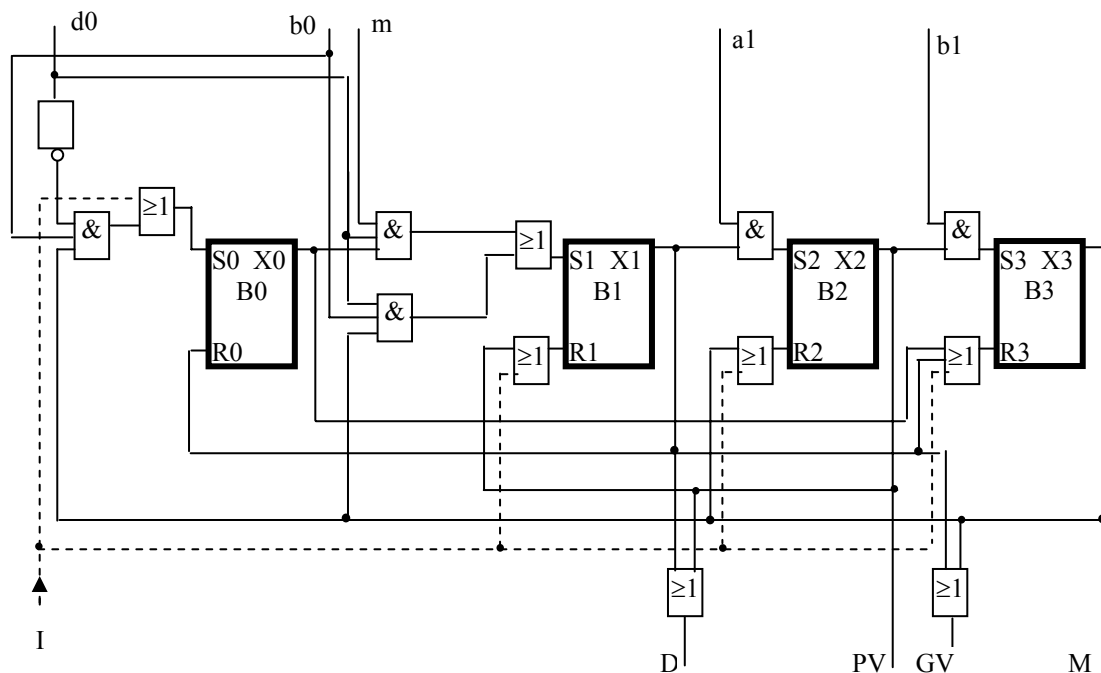 d0 b0 m a1 b1
≥1
& & & &
≥1
S0 X0 S1 X1 S2 X2 S3 X3
B0 B1 B2 B3
&
R0 ≥1 R1 ≥1 R2 ≥1 R3
≥1 ≥1
I
D PV GV M